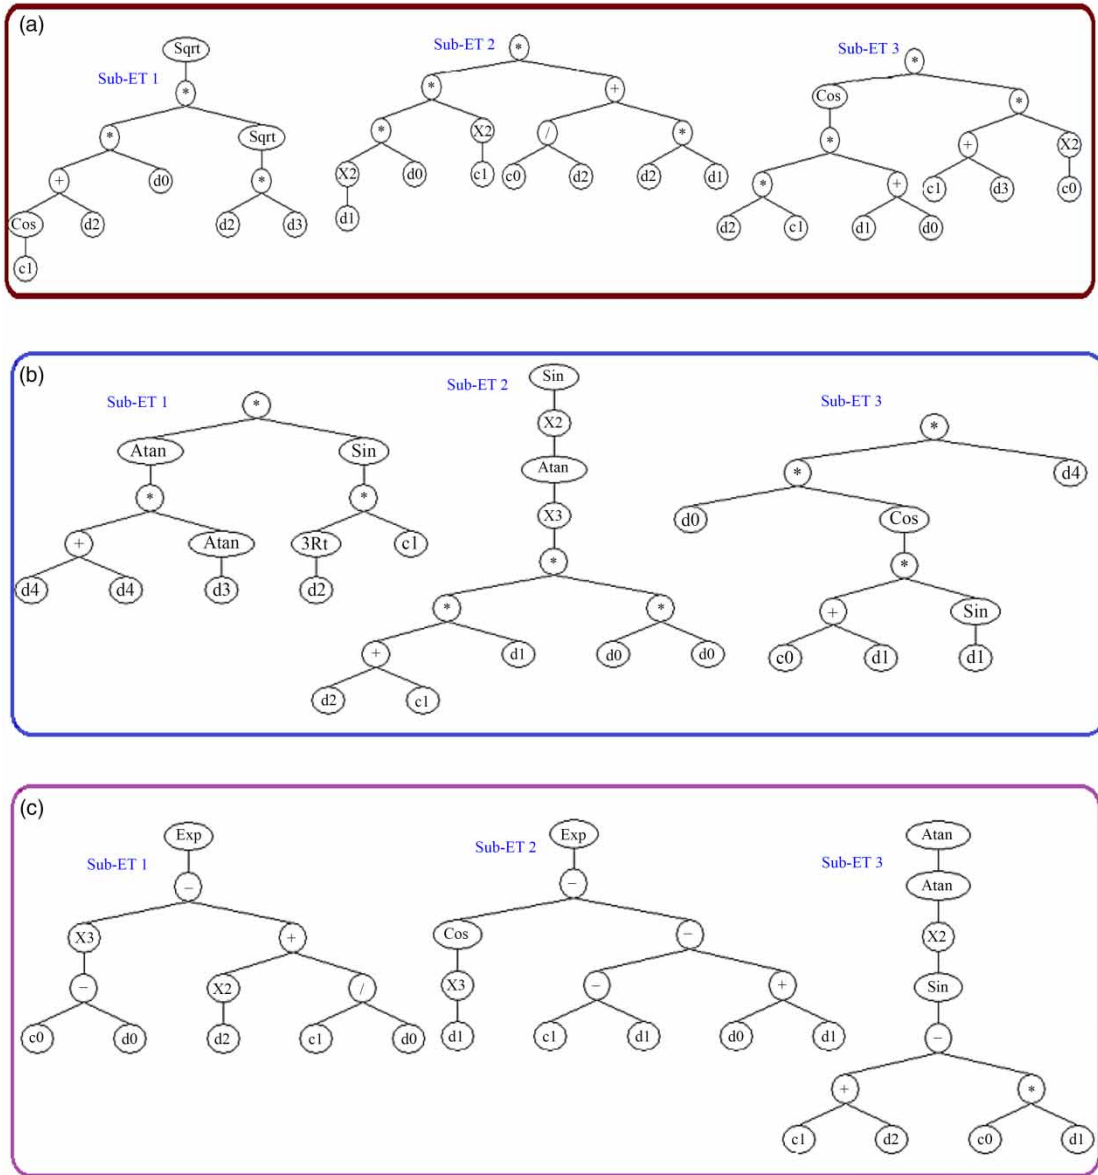 (a)
Sub-ET 1
Sqrt
*
* Sqrt
+ d0 *
Cos d2 d2 d3
c1
Sub-ET 2
*
* +
* X2 / *
X2 d0 c1 c0 d2 d2 d1
d1
Sub-ET 3
*
Cos *
* + X2
* + c1 d3 c0
d2 c1 d1 d0
(b)
Sub-ET 1
*
Atan Sin
* *
+ Atan 3Rt c1
d4 d4 d3 d2
Sub-ET 2
Sin
X2
Atan
X3
*
* *
+ d1 d0 d0
d2 c1
Sub-ET 3
*
* d4
d0 Cos
*
+ Sin
c0 d1 d1
(c)
Sub-ET 1
Exp
−
X3 +
− X2 /
c0 d0 d2 c1 d0
Sub-ET 2
Exp
−
Cos −
X3 − +
d1 c1 d1 d0 d1
Sub-ET 3
Atan
Atan
X2
Sin
−
+ *
c1 d2 c0 d1